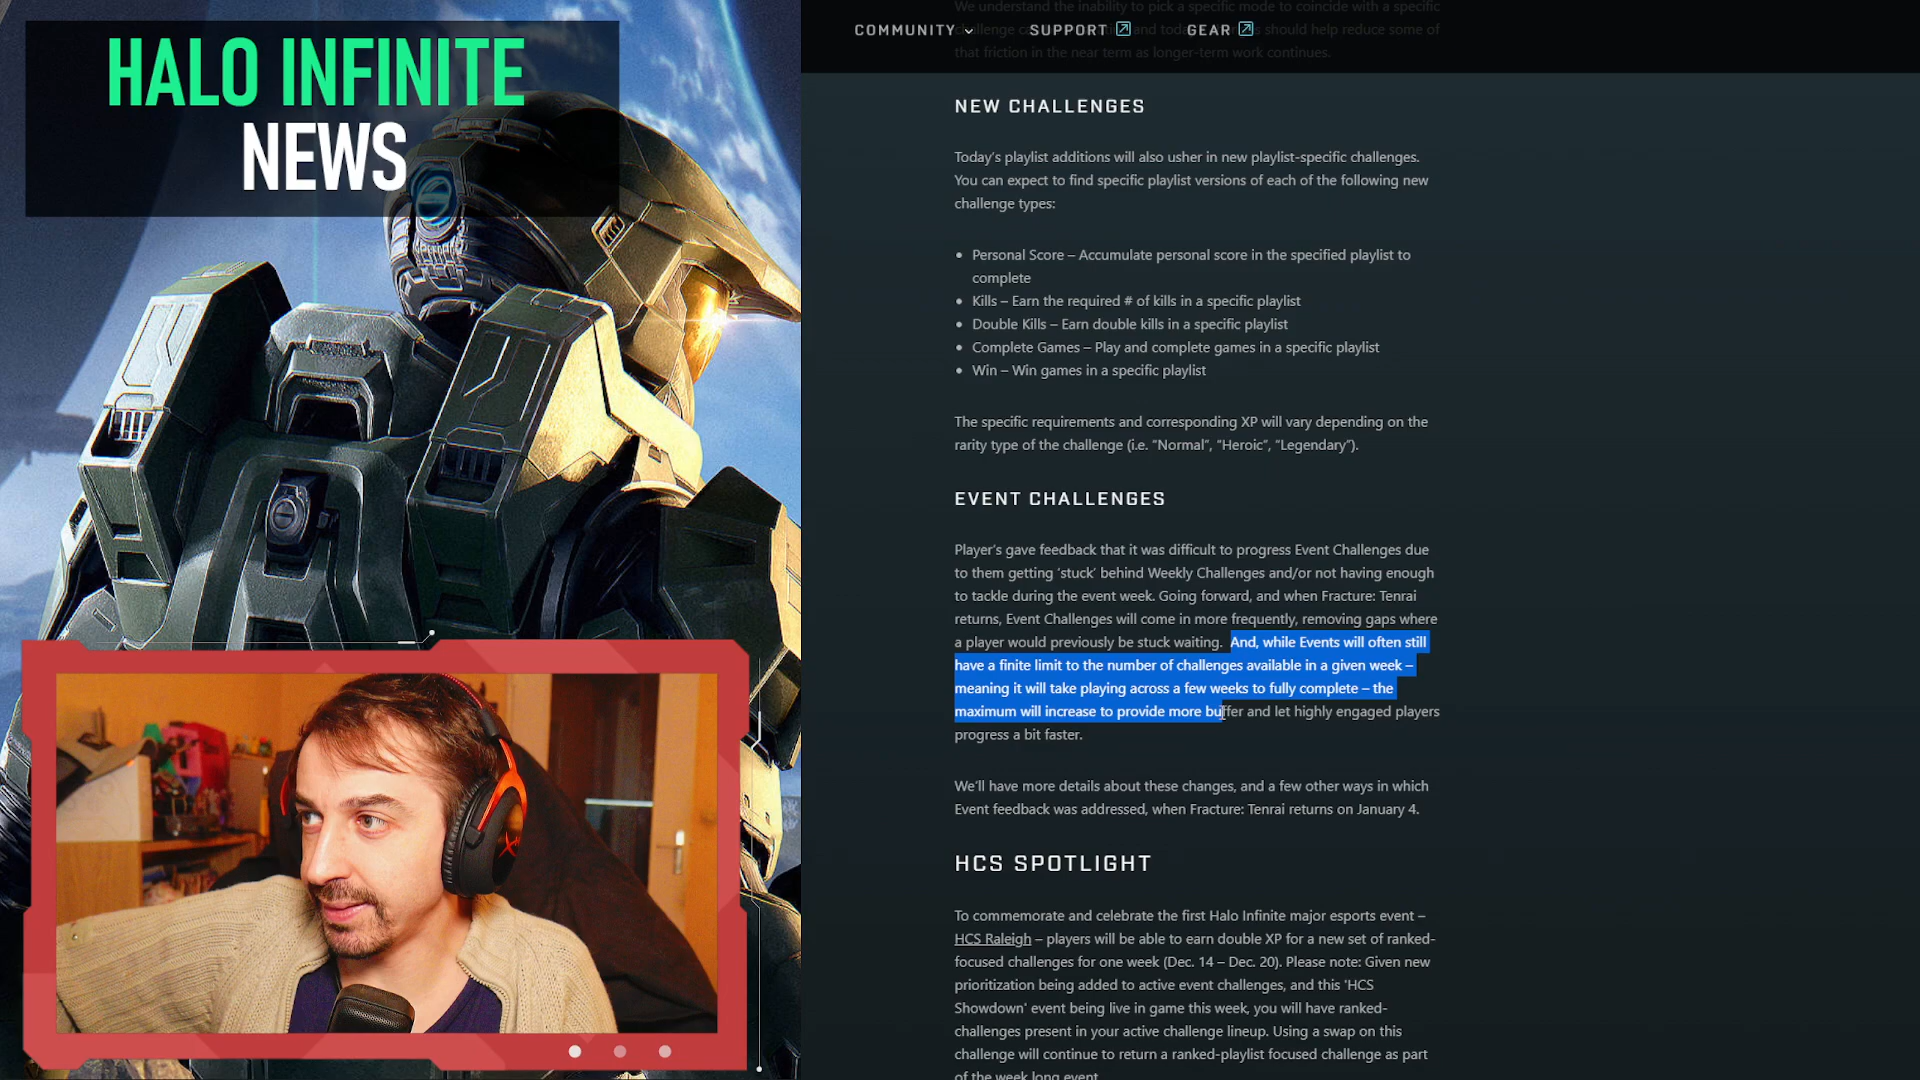 HALO INFINITE
NEWS
We understand the inability to pick a specific mode to coincide with a specific
COMMUNITY
SUPPORT
GEAR
should help reduce some of
that friction in the near term as longer-term work continues.
NEW CHALLENGES
Today's playlist additions will also usher in new playlist-specific challenges.
You can expect to find specific playlist versions of each of the following new
challenge types:
• Personal Score – Accumulate personal score in the specified playlist to
complete
• Kills – Earn the required # of kills in a specific playlist
• Double Kills – Earn double kills in a specific playlist
• Complete Games – Play and complete games in a specific playlist
• Win – Win games in a specific playlist
The specific requirements and corresponding XP will vary depending on the
rarity type of the challenge (i.e. "Normal", "Heroic", "Legendary").
EVENT CHALLENGES
Player's gave feedback that it was difficult to progress Event Challenges due
to them getting 'stuck' behind Weekly Challenges and/or not having enough
to tackle during the event week. Going forward, and when Fracture: Tenrai
returns, Event Challenges will come in more frequently, removing gaps where
a player would previously be stuck waiting. And, while Events will often still
have a finite limit to the number of challenges available in a given week –
meaning it will take playing across a few weeks to fully complete – the
maximum will increase to provide more buffer and let highly engaged players
progress a bit faster.
We'll have more details about these changes, and a few other ways in which
Event feedback was addressed, when Fracture: Tenrai returns on January 4.
HCS SPOTLIGHT
To commemorate and celebrate the first Halo Infinite major esports event –
HCS Raleigh – players will be able to earn double XP for a new set of ranked-
focused challenges for one week (Dec. 14 – Dec. 20). Please note: Given new
prioritization being added to active event challenges, and this 'HCS
Showdown' event being live in game this week, you will have ranked-
challenges present in your active challenge lineup. Using a swap on this
challenge will continue to return a ranked-playlist focused challenge as part
of the week long event.